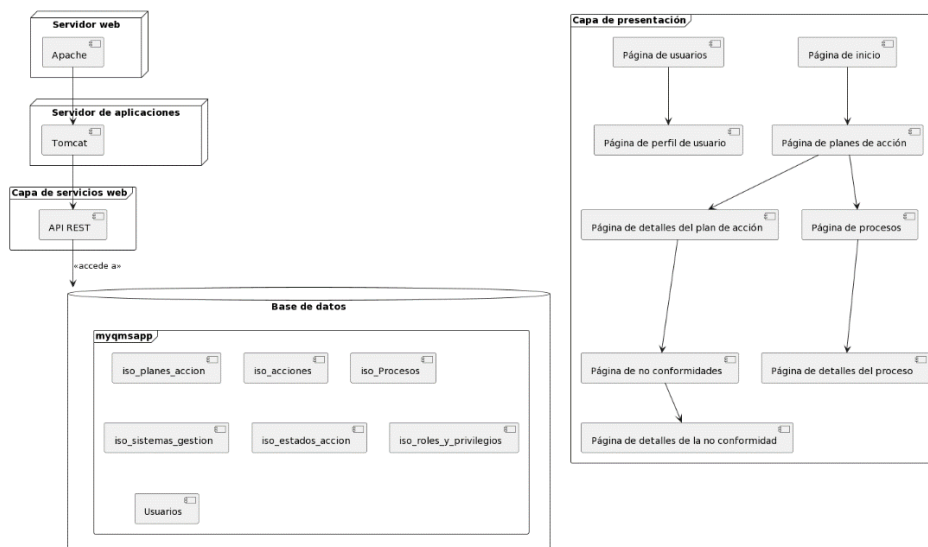 Servidor web
Apache
Servidor de aplicaciones
Tomcat
Capa de servicios web
API REST
«accede a»
Base de datos
myqmsapp
iso_planes_accion
iso_acciones
iso_Procesos
iso_sistemas_gestion
iso_estados_accion
iso_roles_y_privilegios
Usuarios
Capa de presentación
Página de usuarios
Página de inicio
Página de perfil de usuario
Página de planes de acción
Página de detalles del plan de acción
Página de procesos
Página de no conformidades
Página de detalles del proceso
Página de detalles de la no conformidad